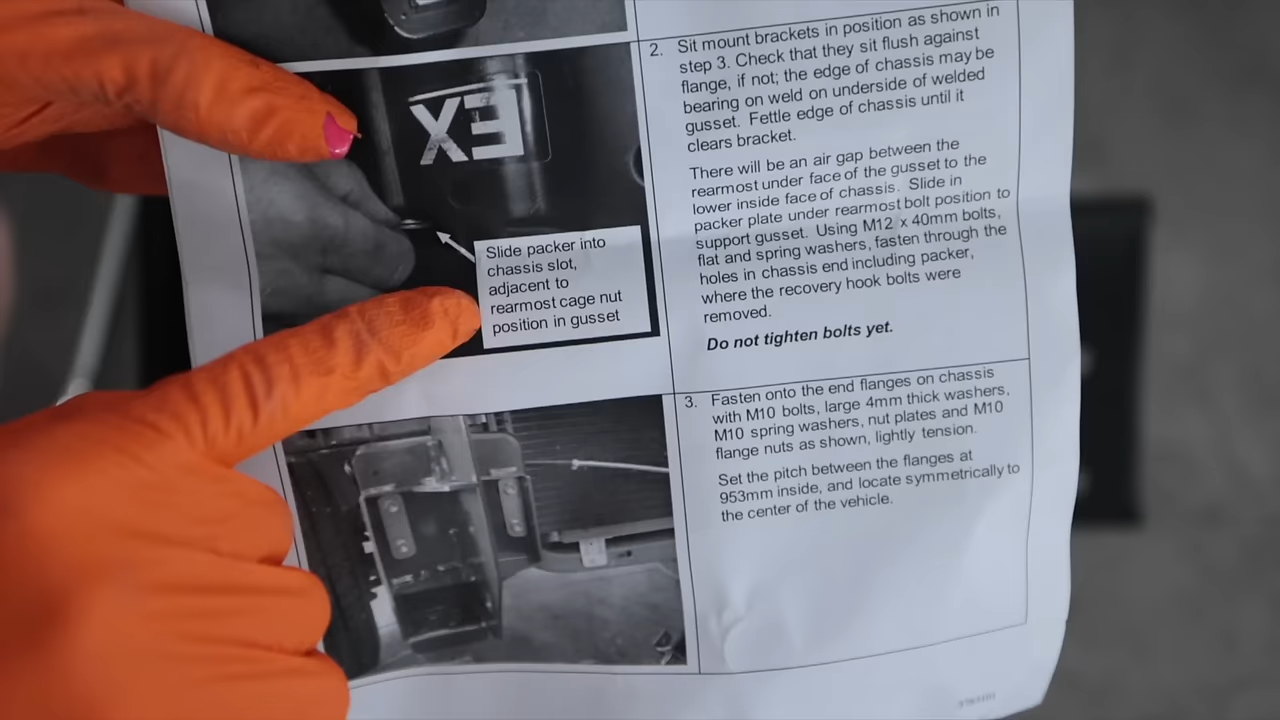 EX
Slide packer into
chassis slot,
adjacent to
rearmost cage nut
position in gusset
2. Sit mount brackets in position as shown in
step 3. Check that they sit flush against
flange, if not; the edge of chassis may be
bearing on weld on underside of welded
gusset. Fettle edge of chassis until it
clears bracket.
There will be an air gap between the
rearmost under face of the gusset to the
lower inside face of chassis. Slide in
packer plate under rearmost bolt position to
support gusset. Using M12 x 40mm bolts,
flat and spring washers, fasten through the
holes in chassis end including packer,
where the recovery hook bolts were
removed.
Do not tighten bolts yet.
3. Fasten onto the end flanges on chassis
with M10 bolts, large 4mm thick washers,
M10 spring washers, nut plates and M10
flange nuts as shown, lightly tension.
Set the pitch between the flanges at
953mm inside, and locate symmetrically to
the center of the vehicle.